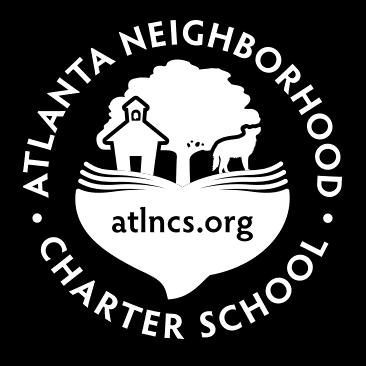 • ATLANTA NEIGHBORHOOD •
atlncs.org
CHARTER SCHOOL